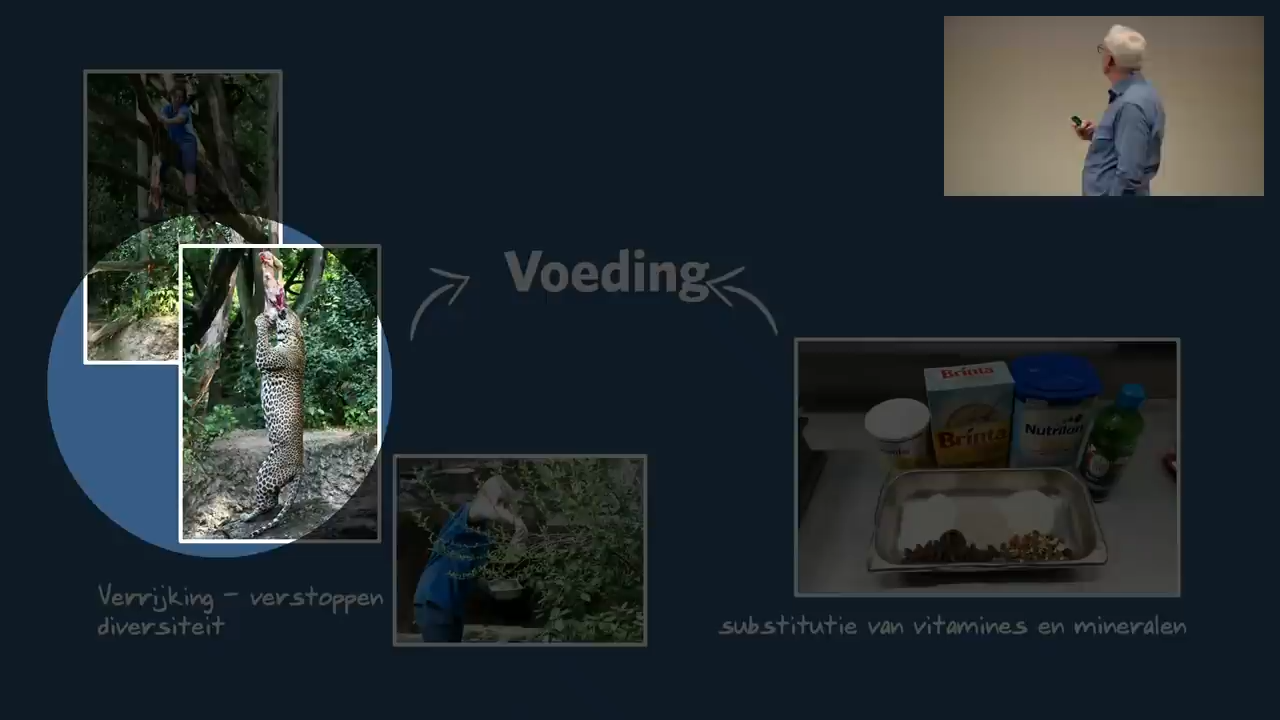 Voeding
Brinta
Brinta
Nutrilon
Verrijking - verstoppen
diversiteit
substitutie van vitamines en mineralen